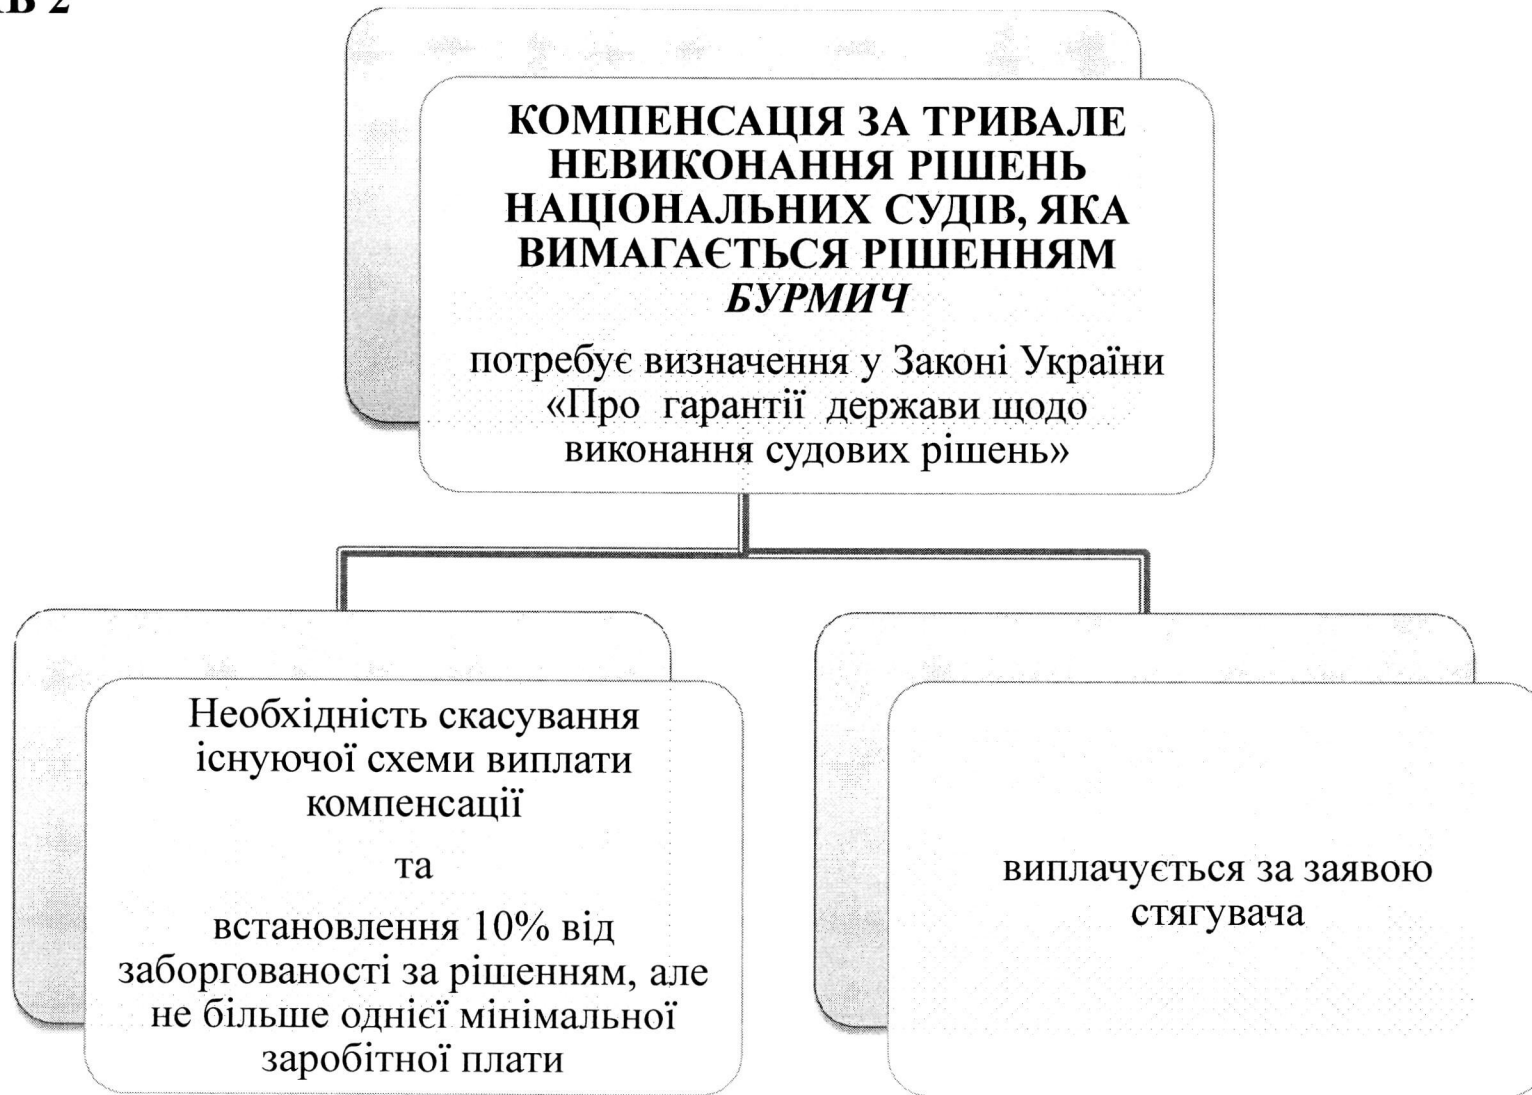 2
КОМПЕНСАЦІЯ ЗА ТРИВАЛЕ
НЕВИКОНАННЯ РІШЕНЬ
НАЦІОНАЛЬНИХ СУДІВ, ЯКА
ВИМАГАЄТЬСЯ РІШЕННЯМ
БУРМИЧ
потребує визначення у Законі України
«Про гарантії держави щодо
виконання судових рішень»
Необхідність скасування
існуючої схеми виплати
компенсації
та
встановлення 10% від
заборгованості за рішенням, але
не більше однієї мінімальної
заробітної плати
виплачується за заявою
стягувача